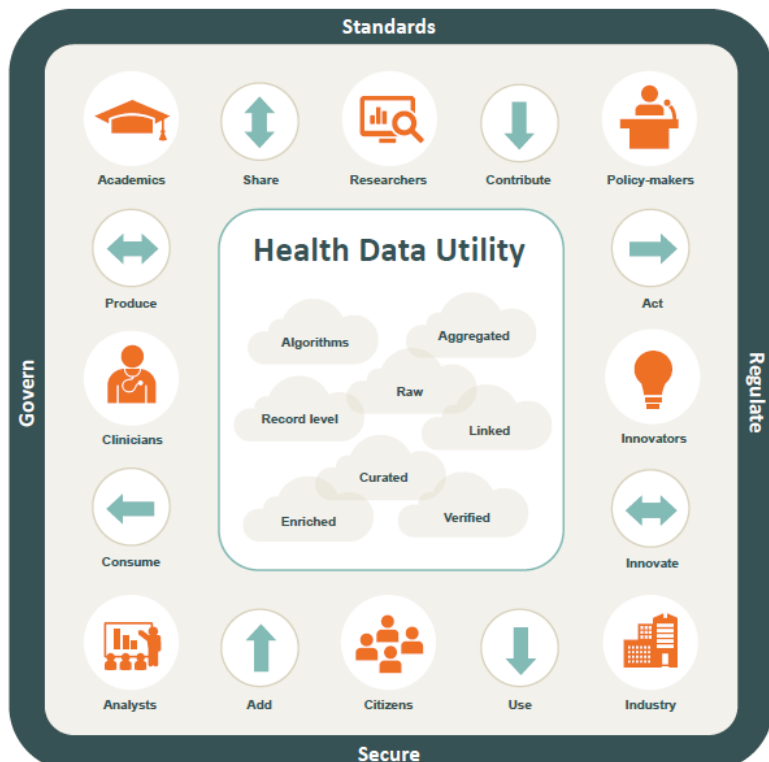 Standards
Academics
Share
Researchers
Contribute
Policy-makers
Produce
Health Data Utility
Act
Algorithms
Aggregated
Raw
Record level
Linked
Curated
Enriched
Verified
Govern
Regulate
Clinicians
Innovators
Consume
Innovate
Analysts
Add
Citizens
Use
Industry
Secure